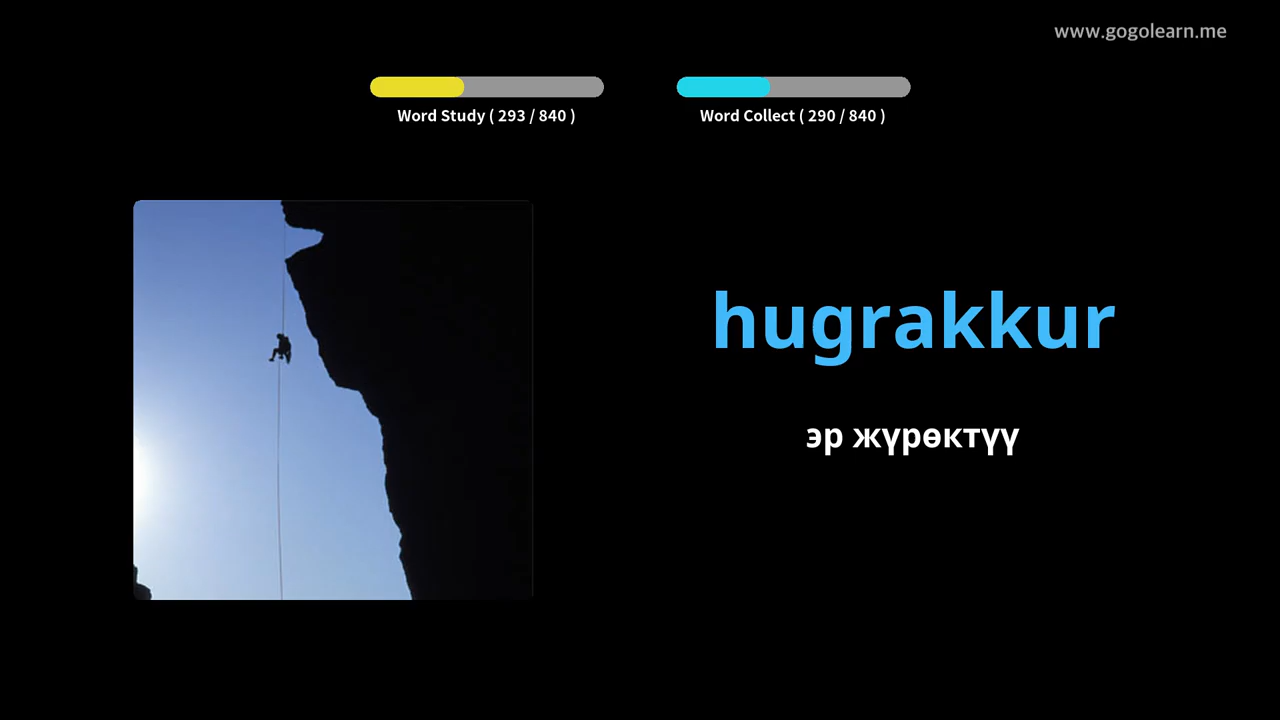 www.gogolearn.me
Word Study ( 293 / 840 )
Word Collect ( 290 / 840 )
hugrakkur
эр жүрөктүү